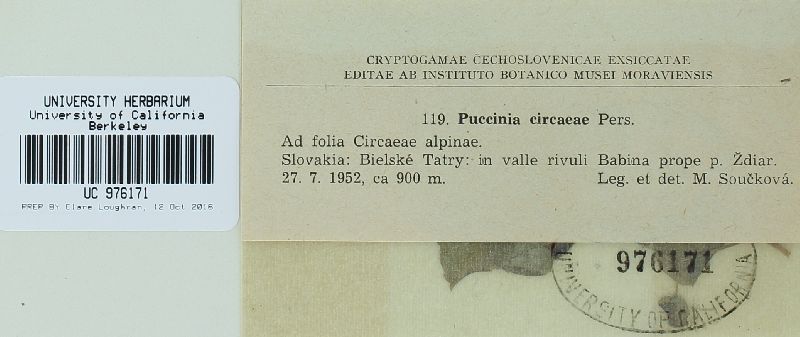 UNIVERSITY HERBARIUM
University of California
Berkeley
UC 976171
PREP BY Clare Loughran, 12 Oct 2016
CRYPTOGAMAE ČECHOSLOVENICAE EXSICCATAE
EDITAE AB INSTITUTO BOTANICO MUSEI MORAVIENSIS
119. Puccinia circaeae Pers.
Ad folia Circaeae alpinae.
Slovakia: Bielské Tatry: in valle rivuli Babina prope p. Ždiar.
27. 7. 1952, ca 900 m. Leg. et det. M. Součková.
976171
UNIVERSITY OF CALIFORNIA